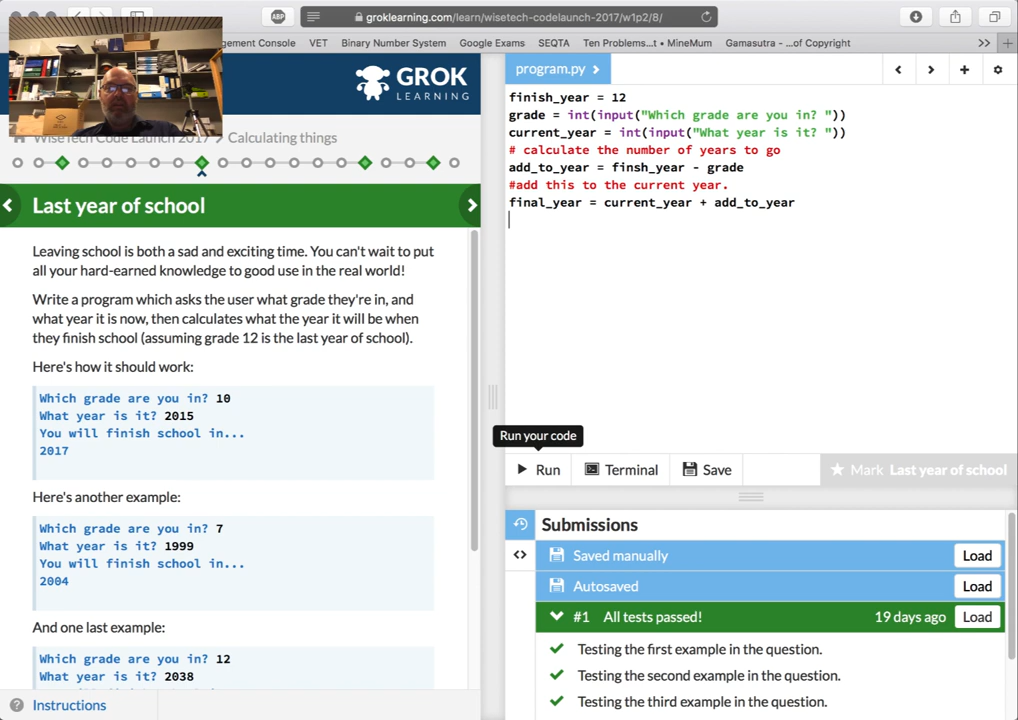 ABP
groklearning.com/learn/wisetech-codelaunch-2017/w1p2/8/
gement Console VET Binary Number System Google Exams SEQTA Ten Problems...t • MineMum Gamasutra - ...of Copyright
GROK
LEARNING
WiseTech Code Launch 2017 > Calculating things
Last year of school
Leaving school is both a sad and exciting time. You can't wait to put
all your hard-earned knowledge to good use in the real world!
Write a program which asks the user what grade they're in, and
what year it is now, then calculates what the year it will be when
they finish school (assuming grade 12 is the last year of school).
Here's how it should work:
Which grade are you in? 10
What year is it? 2015
You will finish school in...
2017
Here's another example:
Which grade are you in? 7
What year is it? 1999
You will finish school in...
2004
And one last example:
Which grade are you in? 12
What year is it? 2038
Instructions
program.py
finish_year = 12
grade = int(input("Which grade are you in? "))
current_year = int(input("What year is it? "))
# calculate the number of years to go
add_to_year = finsh_year - grade
#add this to the current year.
final_year = current_year + add_to_year
Run your code
Run Terminal Save Mark Last year of school
Submissions
Saved manually Load
Autosaved Load
#1 All tests passed! 19 days ago Load
Testing the first example in the question.
Testing the second example in the question.
Testing the third example in the question.